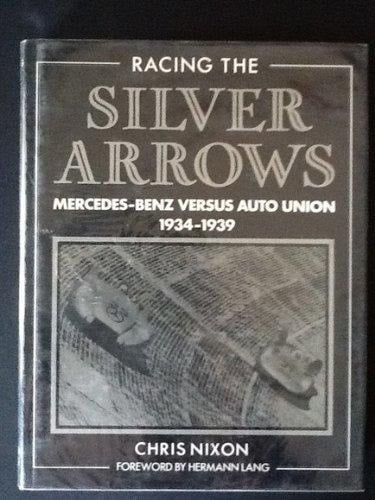 RACING THE
SILVER
ARROWS
MERCEDES-BENZ VERSUS AUTO UNION
1934-1939
CHRIS NIXON
FOREWORD BY HERMANN LANG